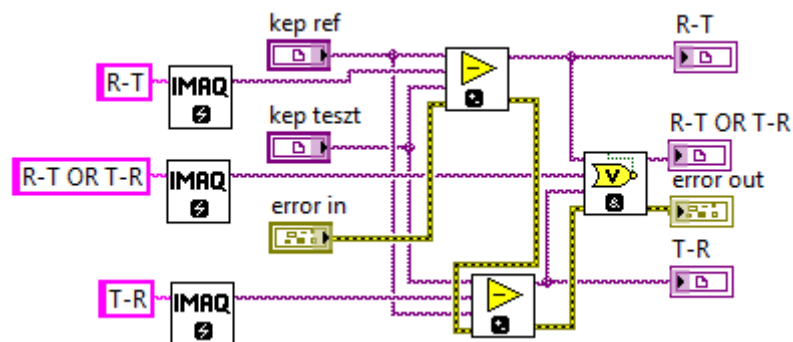 kep ref
R-T
R-T
IMAQ
kep teszt
R-T OR T-R
R-T OR T-R
IMAQ
V
&
error in
error out
T-R
T-R
IMAQ